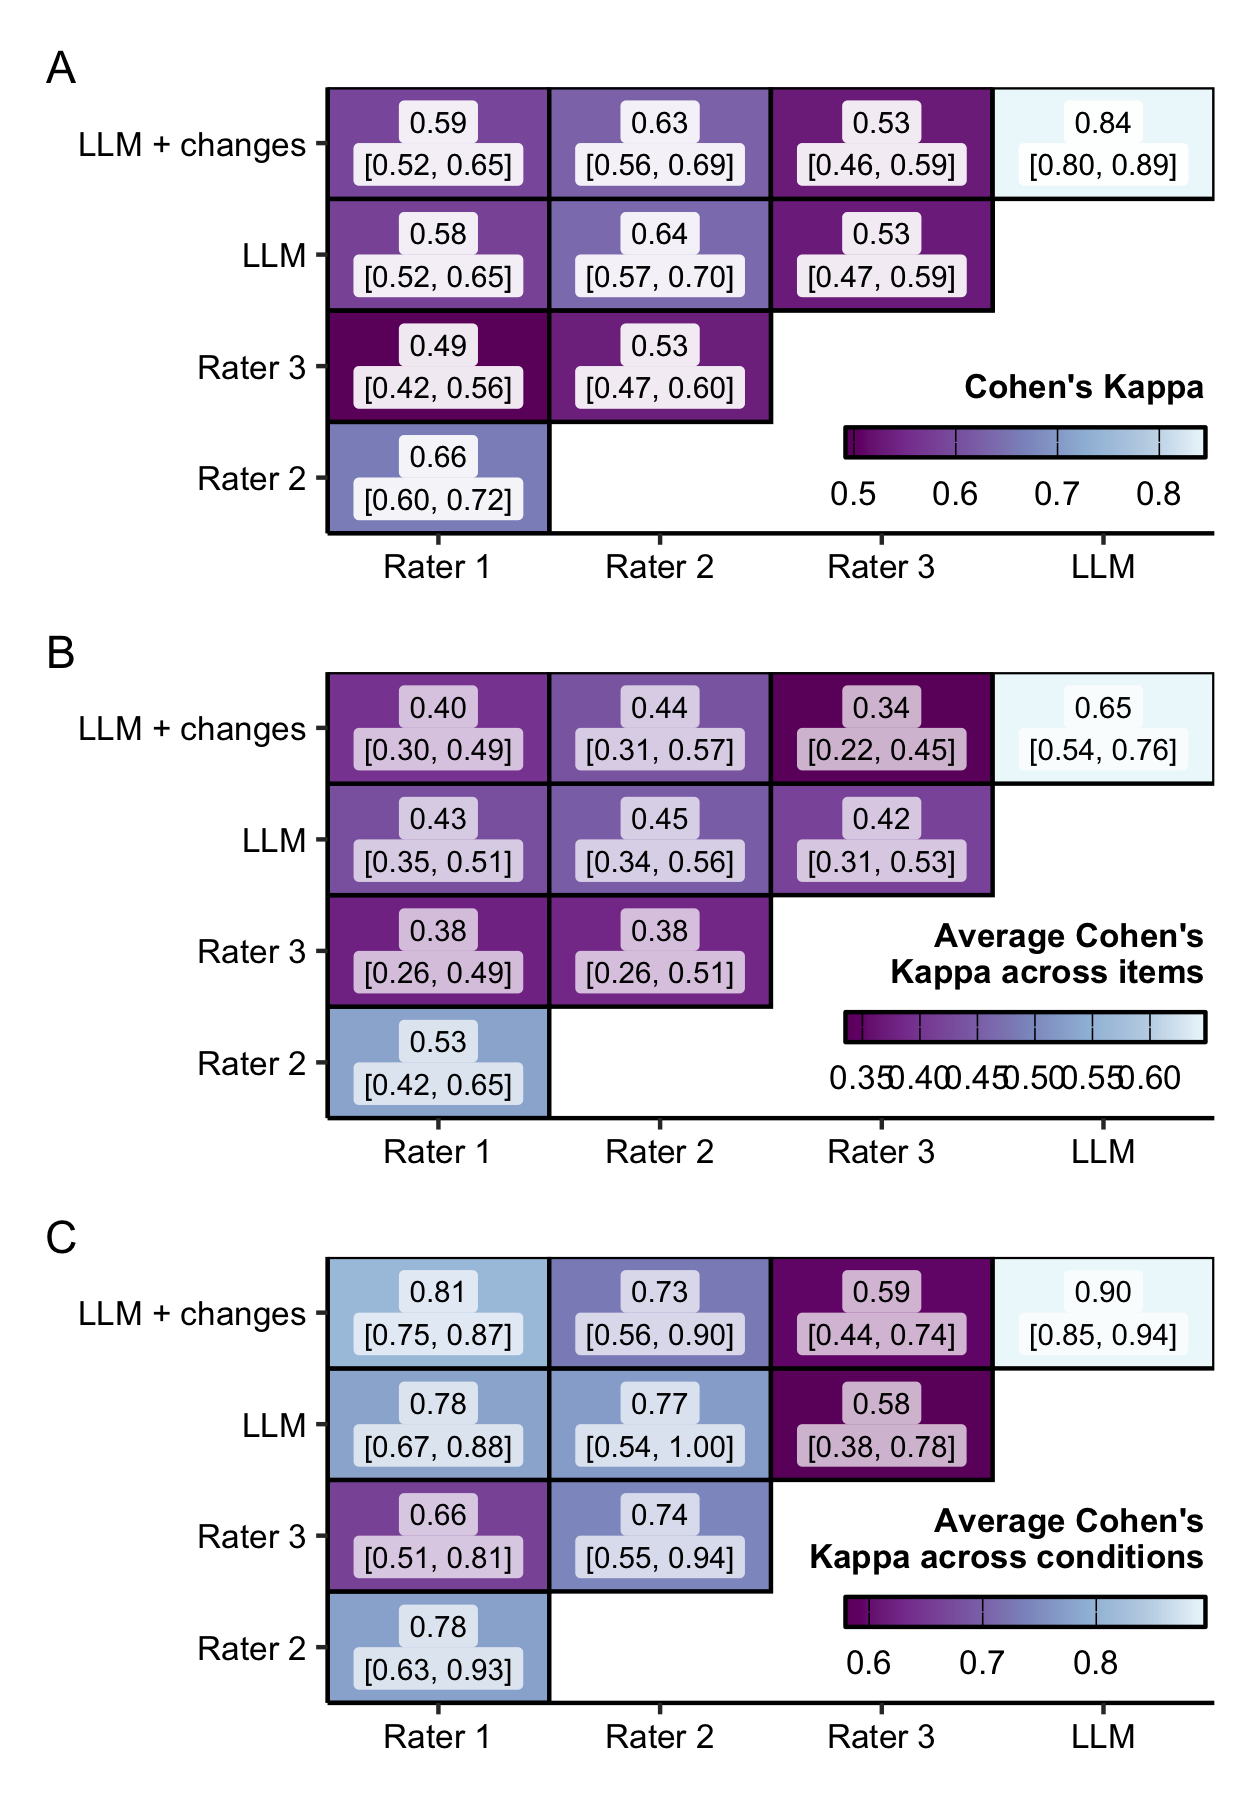 A
LLM + changes
0.59
[0.52, 0.65]
0.63
[0.56, 0.69]
0.53
[0.46, 0.59]
0.84
[0.80, 0.89]
LLM
0.58
[0.52, 0.65]
0.64
[0.57, 0.70]
0.53
[0.47, 0.59]
Rater 3
0.49
[0.42, 0.56]
0.53
[0.47, 0.60]
Rater 2
0.66
[0.60, 0.72]
Cohen's Kappa
0.5 0.6 0.7 0.8
Rater 1 Rater 2 Rater 3 LLM
B
LLM + changes
0.40
[0.30, 0.49]
0.44
[0.31, 0.57]
0.34
[0.22, 0.45]
0.65
[0.54, 0.76]
LLM
0.43
[0.35, 0.51]
0.45
[0.34, 0.56]
0.42
[0.31, 0.53]
Rater 3
0.38
[0.26, 0.49]
0.38
[0.26, 0.51]
Rater 2
0.53
[0.42, 0.65]
Average Cohen's
Kappa across items
0.35 0.40 0.45 0.50 0.55 0.60
Rater 1 Rater 2 Rater 3 LLM
C
LLM + changes
0.81
[0.75, 0.87]
0.73
[0.56, 0.90]
0.59
[0.44, 0.74]
0.90
[0.85, 0.94]
LLM
0.78
[0.67, 0.88]
0.77
[0.54, 1.00]
0.58
[0.38, 0.78]
Rater 3
0.66
[0.51, 0.81]
0.74
[0.55, 0.94]
Rater 2
0.78
[0.63, 0.93]
Average Cohen's
Kappa across conditions
0.6 0.7 0.8
Rater 1 Rater 2 Rater 3 LLM